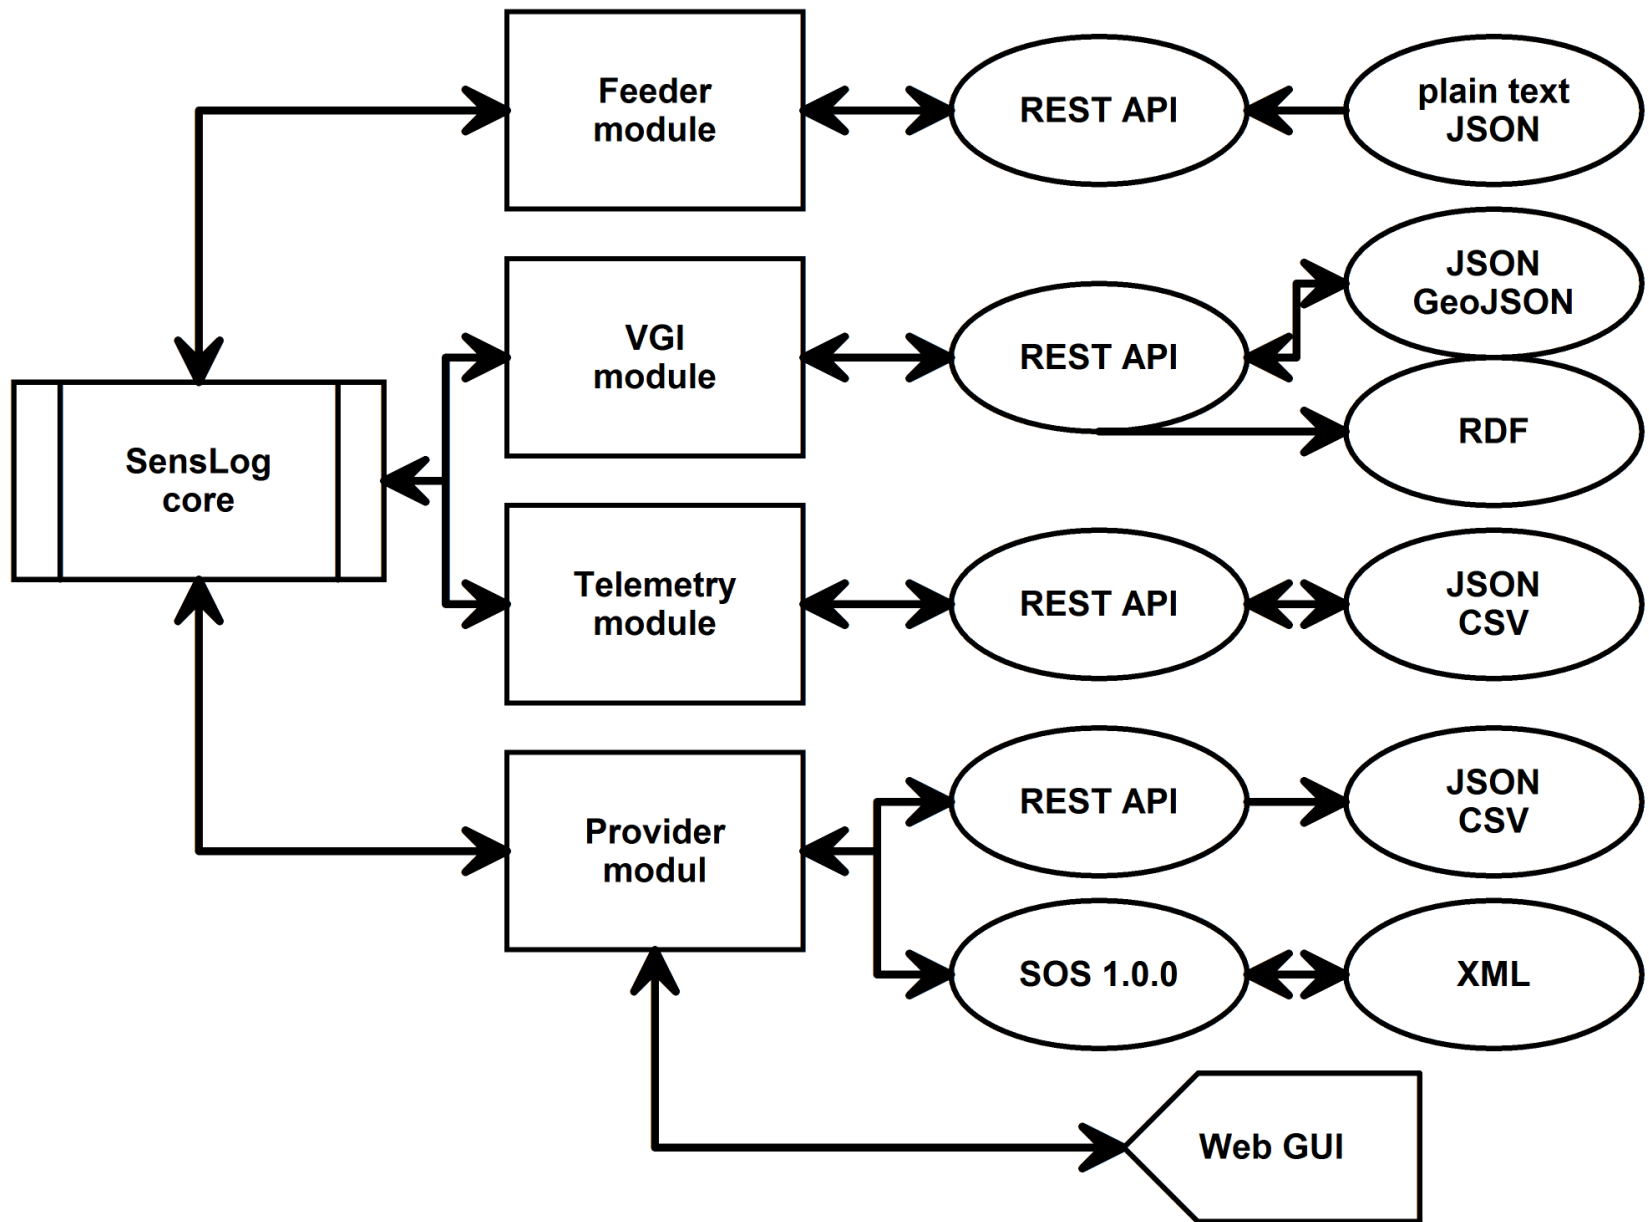 Feeder
module
REST API
plain text
JSON
JSON
GeoJSON
VGI
module
REST API
RDF
SensLog
core
Telemetry
module
REST API
JSON
CSV
Provider
modul
REST API
JSON
CSV
SOS 1.0.0
XML
Web GUI